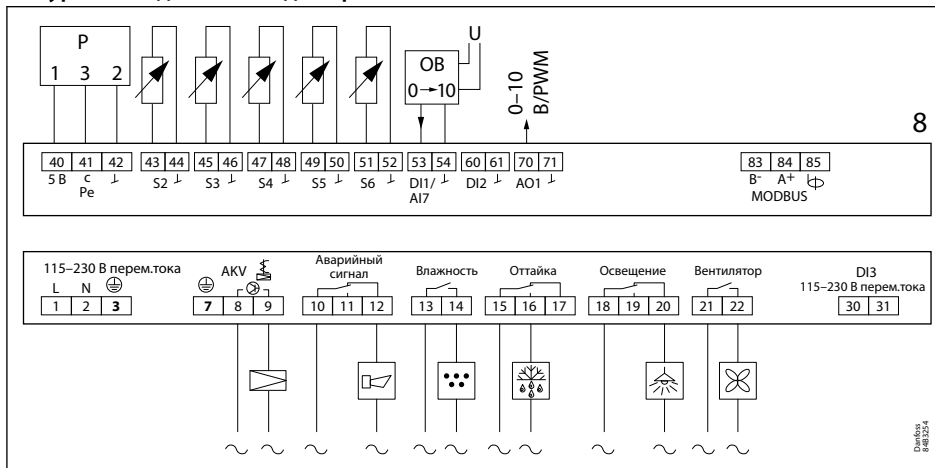 P
1 3 2
U
OB
0→10
0–10
В/PWM
8
40 41 42 43 44 45 46 47 48 49 50 51 52 53 54 60 61 70 71 83 84 85
5 В с S2 S3 S4 S5 S6 DI1/ DI2 AO1 B- A+
Pe AI7 MODBUS
115–230 В перем.тока
L N
AKV
Аварийный
сигнал
Влажность
Оттайка
Освещение
Вентилятор
DI3
115–230 В перем.тока
1 2 3 7 8 9 10 11 12 13 14 15 16 17 18 19 20 21 22 30 31
Danfoss
84B3254